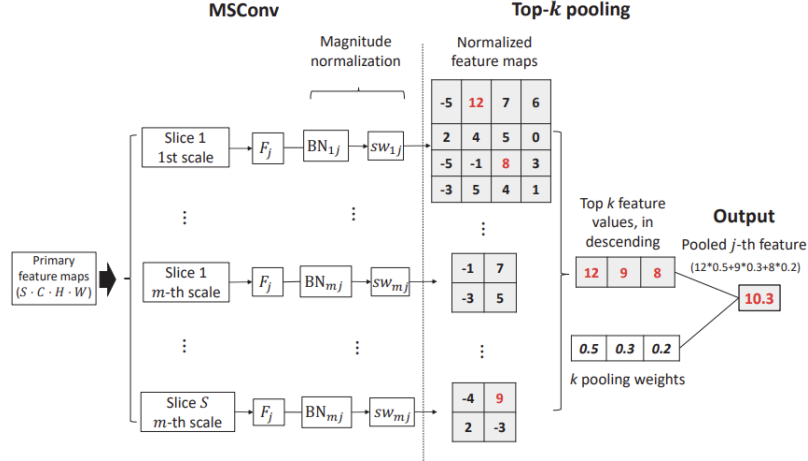 MSConv
Top-k pooling
Magnitude
normalization
Normalized
feature maps
Slice 1
1st scale
F_j
BN_1j
sw_1j
-5 12 7 6
2 4 5 0
-5 -1 8 3
-3 5 4 1
⋮
⋮
⋮
Primary
feature maps
(S · C · H · W)
Slice 1
m-th scale
F_j
BN_mj
sw_mj
-1 7
-3 5
⋮
⋮
⋮
Slice S
m-th scale
F_j
BN_mj
sw_mj
-4 9
2 -3
Top k feature
values, in
descending
12 9 8
0.5 0.3 0.2
k pooling weights
Output
Pooled j-th feature
(12*0.5+9*0.3+8*0.2)
10.3